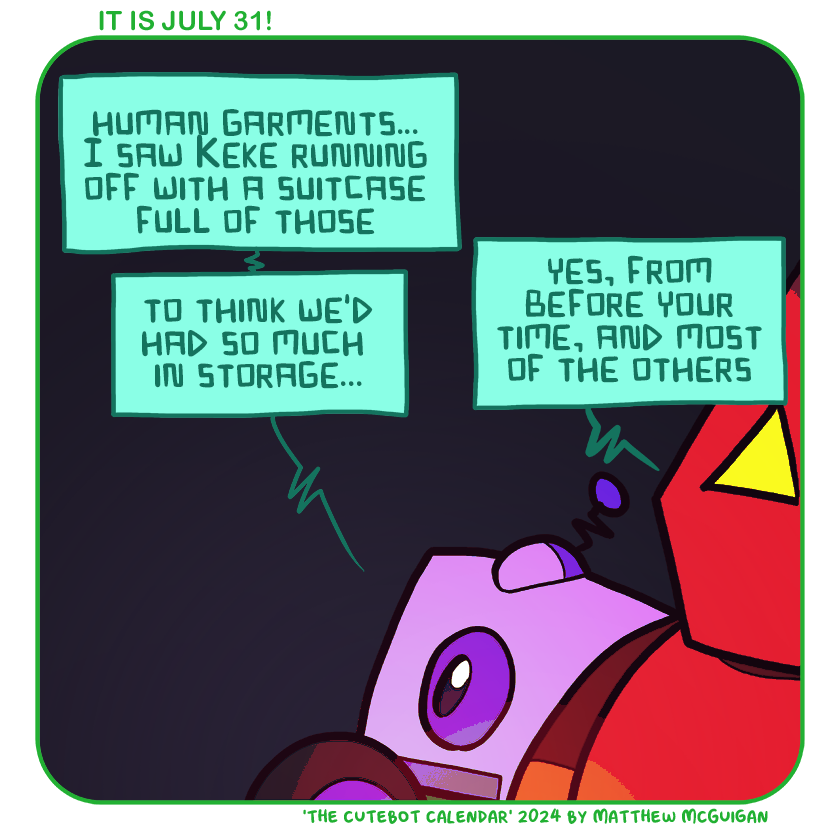 IT IS JULY 31!
HUMAN GARMENTS...
I SAW KEKE RUNNING
OFF WITH A SUITCASE
FULL OF THOSE
TO THINK WE'D
HAD SO MUCH
IN STORAGE...
YES, FROM
BEFORE YOUR
TIME, AND MOST
OF THE OTHERS
'THE CUTEBOT CALENDAR' 2024 BY MATTHEW MCGUIGAN